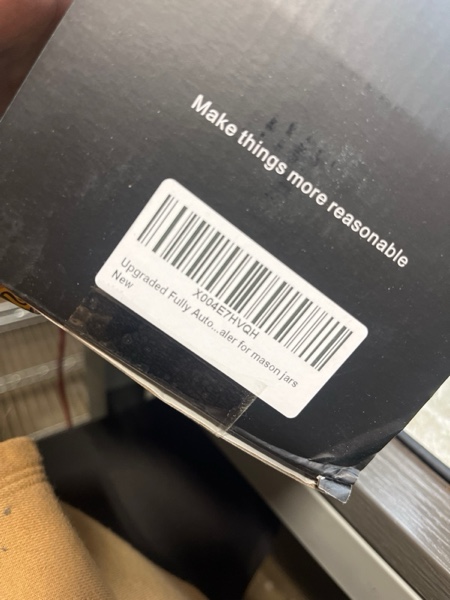 Make things more reasonable
X004E7HVQH
Upgraded Fully Auto...aler for mason jars
New